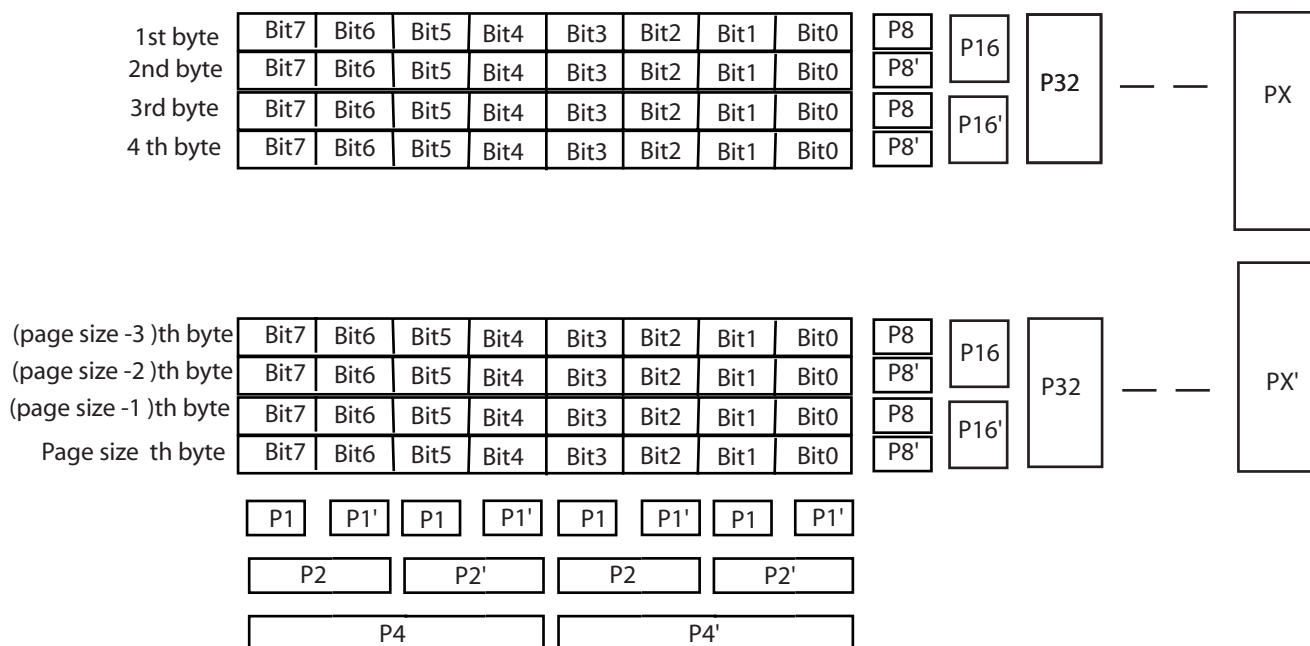 1st byte Bit7 Bit6 Bit5 Bit4 Bit3 Bit2 Bit1 Bit0 P8 P16 P32 PX
2nd byte Bit7 Bit6 Bit5 Bit4 Bit3 Bit2 Bit1 Bit0 P8'
3rd byte Bit7 Bit6 Bit5 Bit4 Bit3 Bit2 Bit1 Bit0 P8 P16'
4 th byte Bit7 Bit6 Bit5 Bit4 Bit3 Bit2 Bit1 Bit0 P8'
(page size -3 )th byte Bit7 Bit6 Bit5 Bit4 Bit3 Bit2 Bit1 Bit0 P8 P16 P32 PX'
(page size -2 )th byte Bit7 Bit6 Bit5 Bit4 Bit3 Bit2 Bit1 Bit0 P8'
(page size -1 )th byte Bit7 Bit6 Bit5 Bit4 Bit3 Bit2 Bit1 Bit0 P8 P16'
Page size th byte Bit7 Bit6 Bit5 Bit4 Bit3 Bit2 Bit1 Bit0 P8'
P1 P1' P1 P1' P1 P1' P1 P1'
P2 P2' P2 P2'
P4 P4'